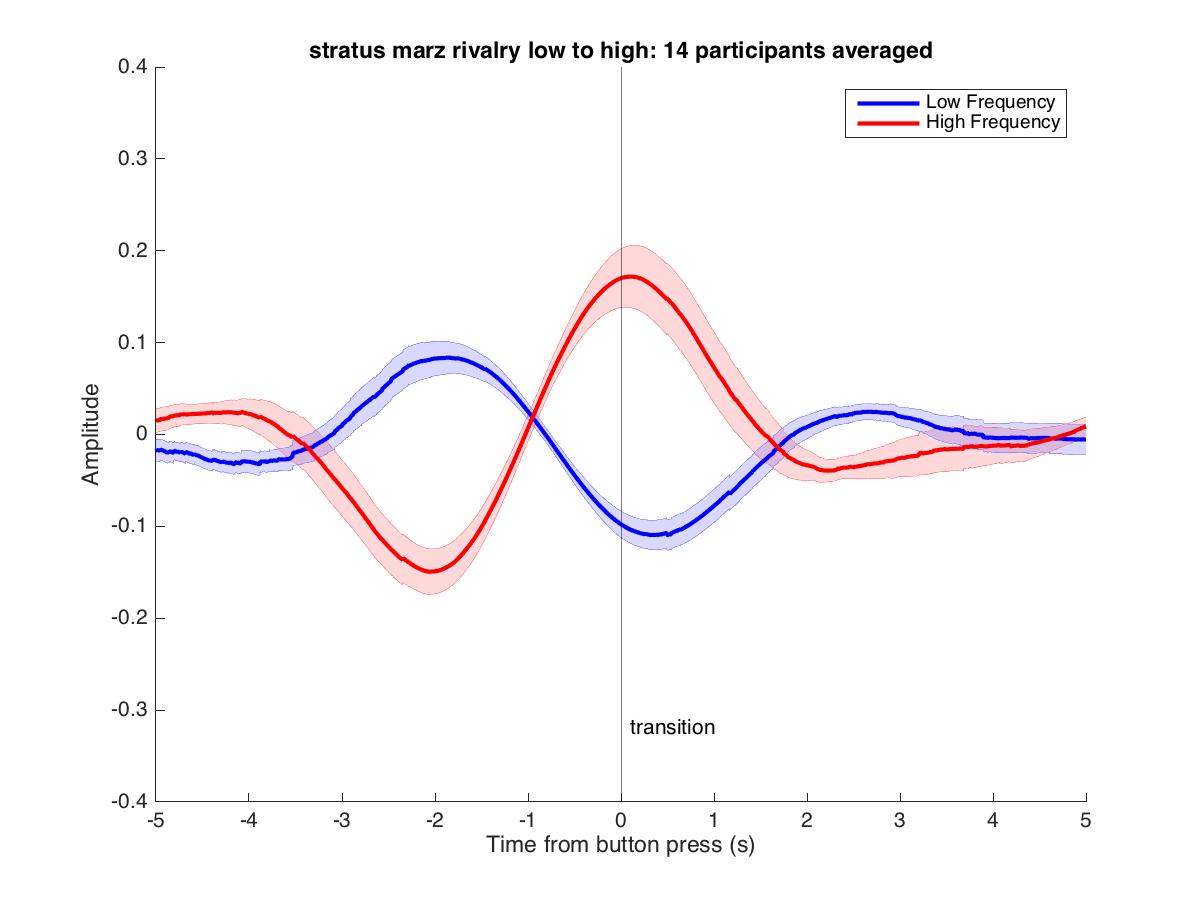 stratus marz rivalry low to high: 14 participants averaged
0.4
0.3
0.2
0.1
0
-0.1
-0.2
-0.3
-0.4
Amplitude
Low Frequency
High Frequency
transition
-5 -4 -3 -2 -1 0 1 2 3 4 5
Time from button press (s)